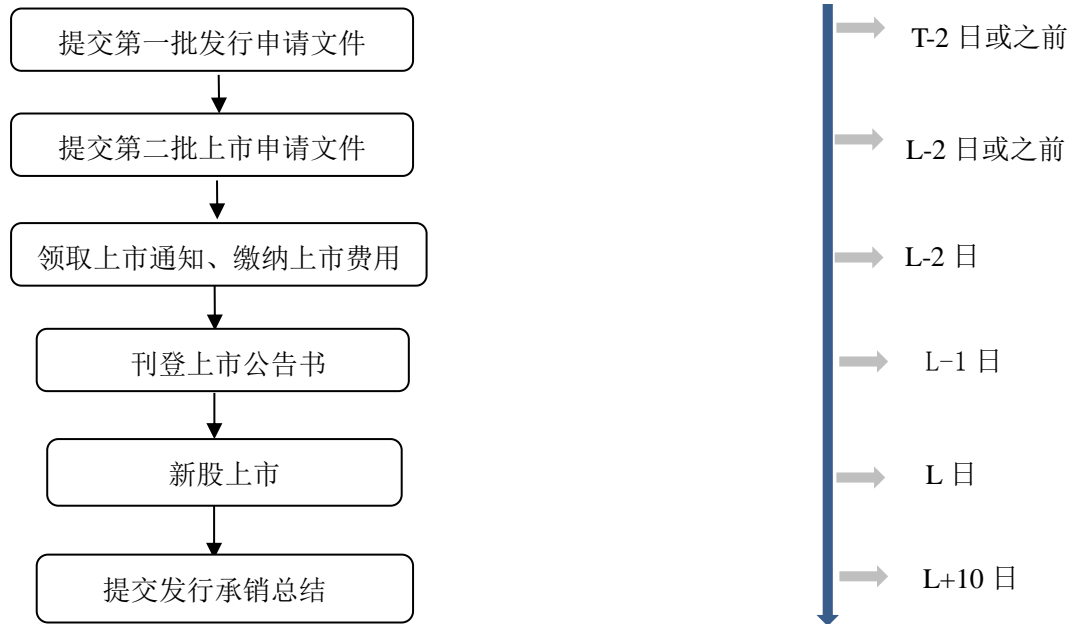 提交第一批发行申请文件
T-2 日或之前
提交第二批上市申请文件
L-2 日或之前
领取上市通知、缴纳上市费用
L-2 日
刊登上市公告书
L-1 日
新股上市
L 日
提交发行承销总结
L+10 日